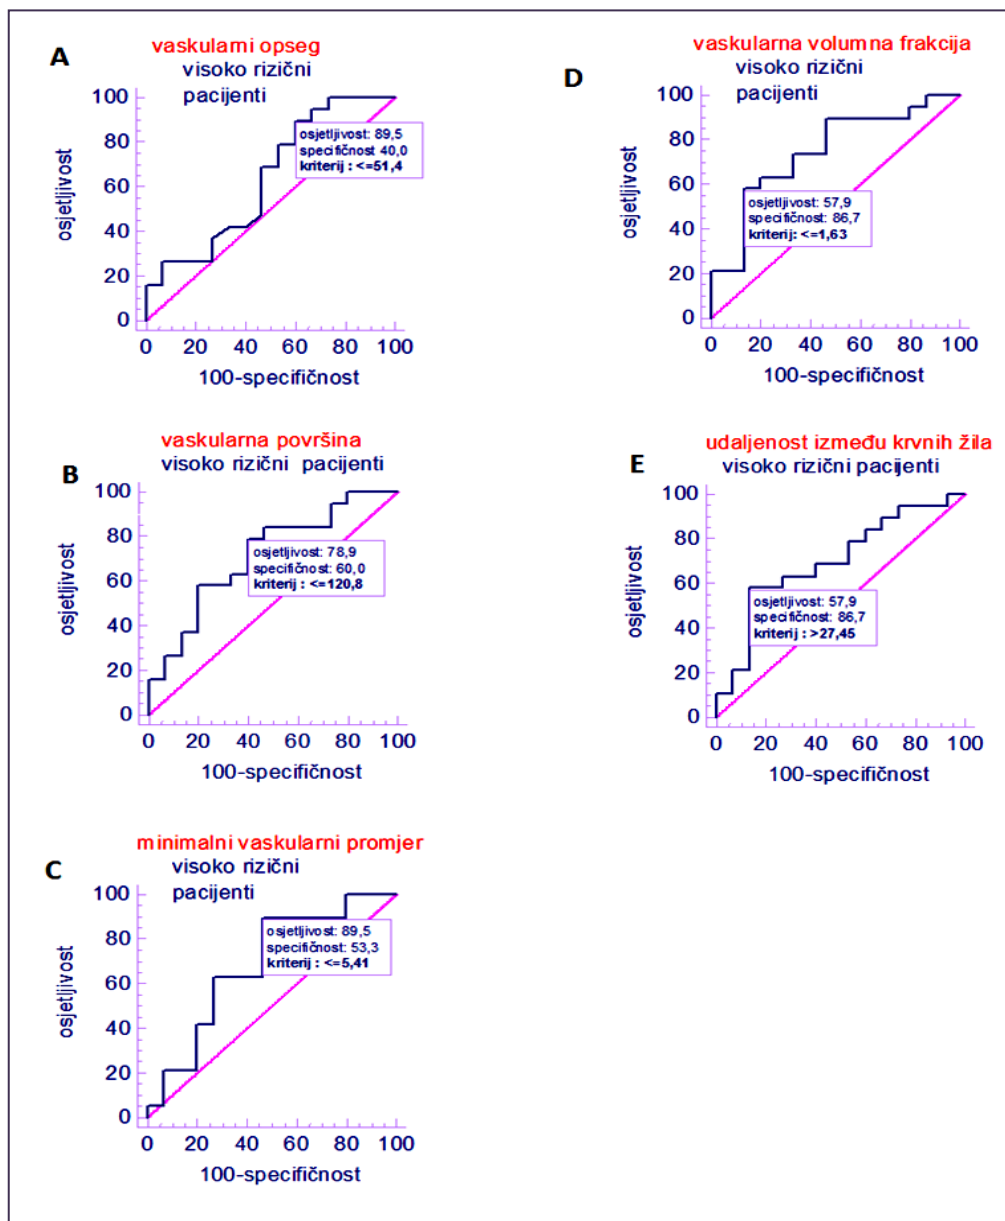 A
vaskularni opseg
visoko rizični
pacijenti
100
80
60
40
20
0
osjetljivost
osjetljivost: 89,5
specifičnost 40,0
kriterij : <=51,4
0 20 40 60 80 100
100-specifičnost
B
vaskularna površina
visoko rizični pacijenti
100
80
60
40
20
0
osjetljivost
osjetljivost: 78,9
specifičnost: 60,0
kriterij : <=120,8
0 20 40 60 80 100
100-specifičnost
C
minimalni vaskularni promjer
visoko rizični
pacijenti
100
80
60
40
20
0
osjetljivost
osjetljivost: 89,5
specifičnost: 53,3
kriterij : <=5,41
0 20 40 60 80 100
100-specifičnost
D
vaskularna volumna frakcija
visoko rizični
pacijenti
100
80
60
40
20
0
osjetljivost
osjetljivost: 57,9
specifičnost: 86,7
kriterij: <=1,63
0 20 40 60 80 100
100-specifičnost
E
udaljenost između krvnih žila
visoko rizični pacijenti
100
80
60
40
20
0
osjetljivost
osjetljivost: 57,9
specifičnost: 86,7
kriterij : >27,45
0 20 40 60 80 100
100-specifičnost